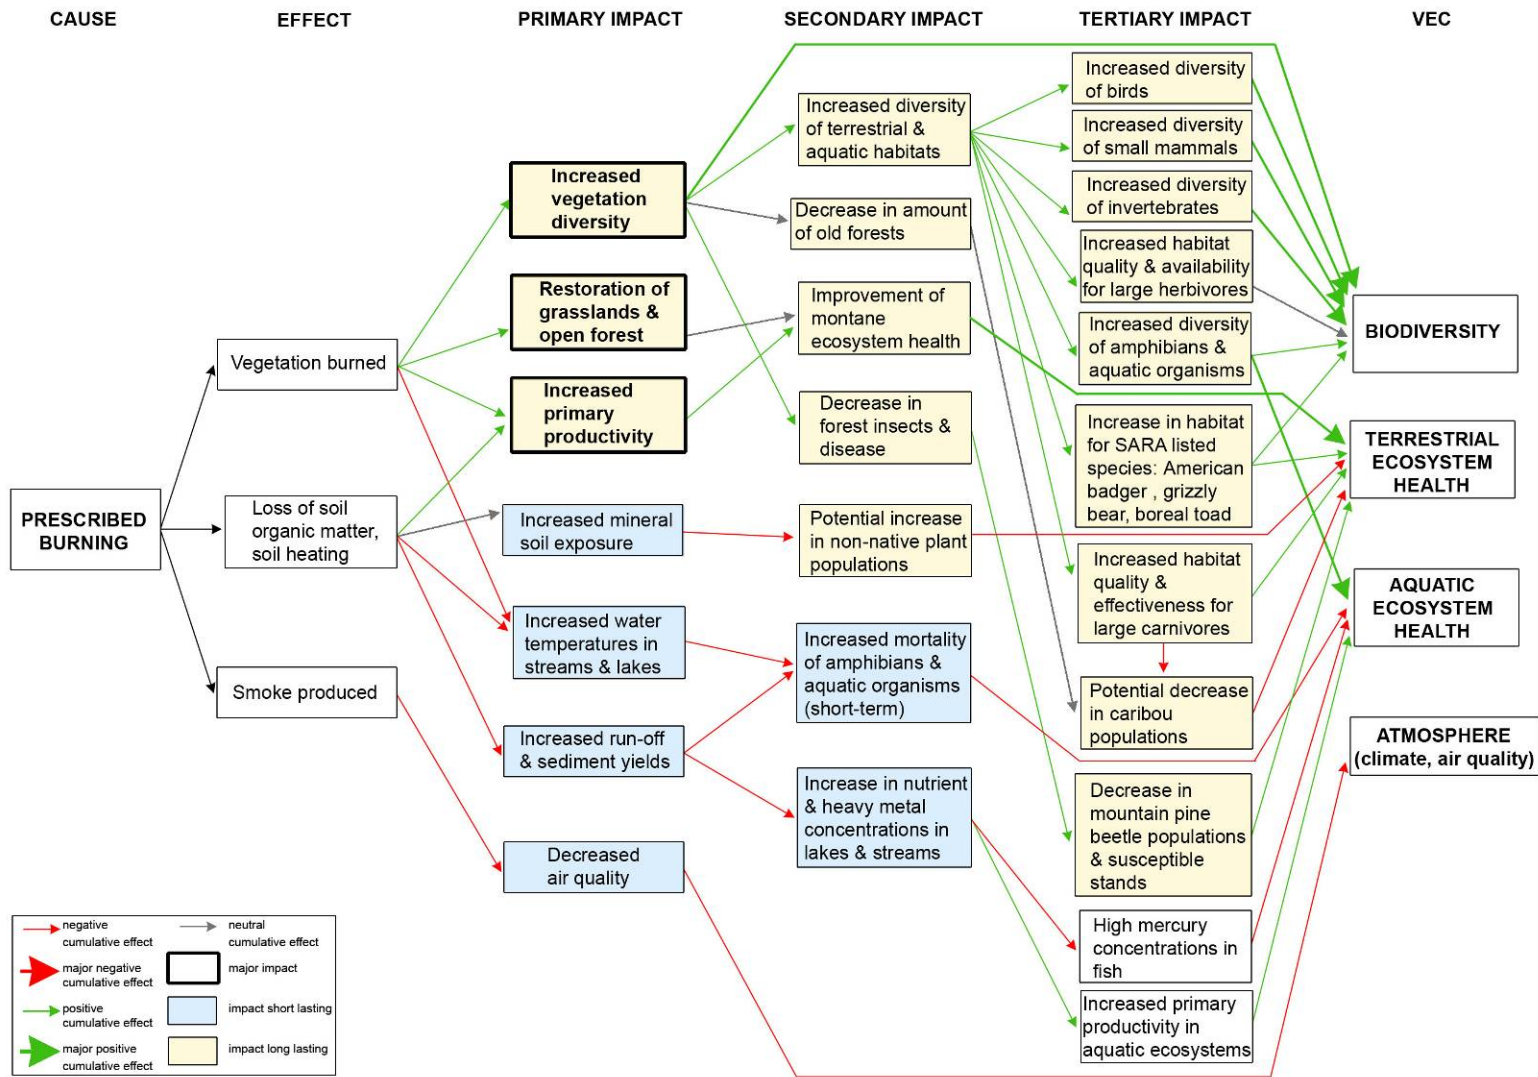 CAUSE
EFFECT
PRIMARY IMPACT
SECONDARY IMPACT
TERTIARY IMPACT
VEC
PRESCRIBED
BURNING
Vegetation burned
Loss of soil
organic matter,
soil heating
Smoke produced
Increased
vegetation
diversity
Restoration of
grasslands &
open forest
Increased
primary
productivity
Increased mineral
soil exposure
Increased water
temperatures in
streams & lakes
Increased run-off
& sediment yields
Decreased
air quality
Increased diversity
of terrestrial &
aquatic habitats
Decrease in amount
of old forests
Improvement of
montane
ecosystem health
Decrease in
forest insects &
disease
Potential increase
in non-native plant
populations
Increased mortality
of amphibians &
aquatic organisms
(short-term)
Increase in nutrient
& heavy metal
concentrations in
lakes & streams
Increased diversity
of birds
Increased diversity
of small mammals
Increased diversity
of invertebrates
Increased habitat
quality & availability
for large herbivores
Increased diversity
of amphibians &
aquatic organisms
Increase in habitat
for SARA listed
species: American
badger , grizzly
bear, boreal toad
Increased habitat
quality &
effectiveness for
large carnivores
Potential decrease
in caribou
populations
Decrease in
mountain pine
beetle populations
& susceptible
stands
High mercury
concentrations in
fish
Increased primary
productivity in
aquatic ecosystems
BIODIVERSITY
TERRESTRIAL
ECOSYSTEM
HEALTH
AQUATIC
ECOSYSTEM
HEALTH
ATMOSPHERE
(climate, air quality)
negative
cumulative effect
major negative
cumulative effect
positive
cumulative effect
major positive
cumulative effect
neutral
cumulative effect
major impact
impact short lasting
impact long lasting